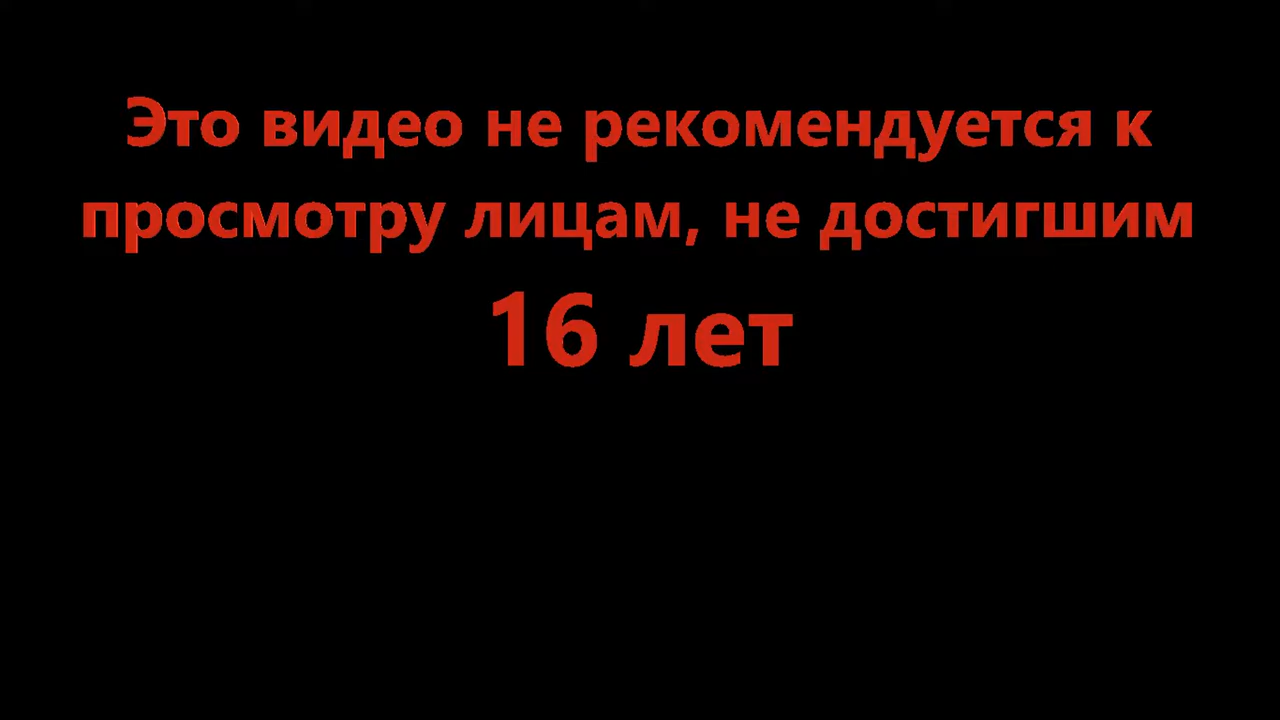 Это видео не рекомендуется к
просмотру лицам, не достигшим
16 лет